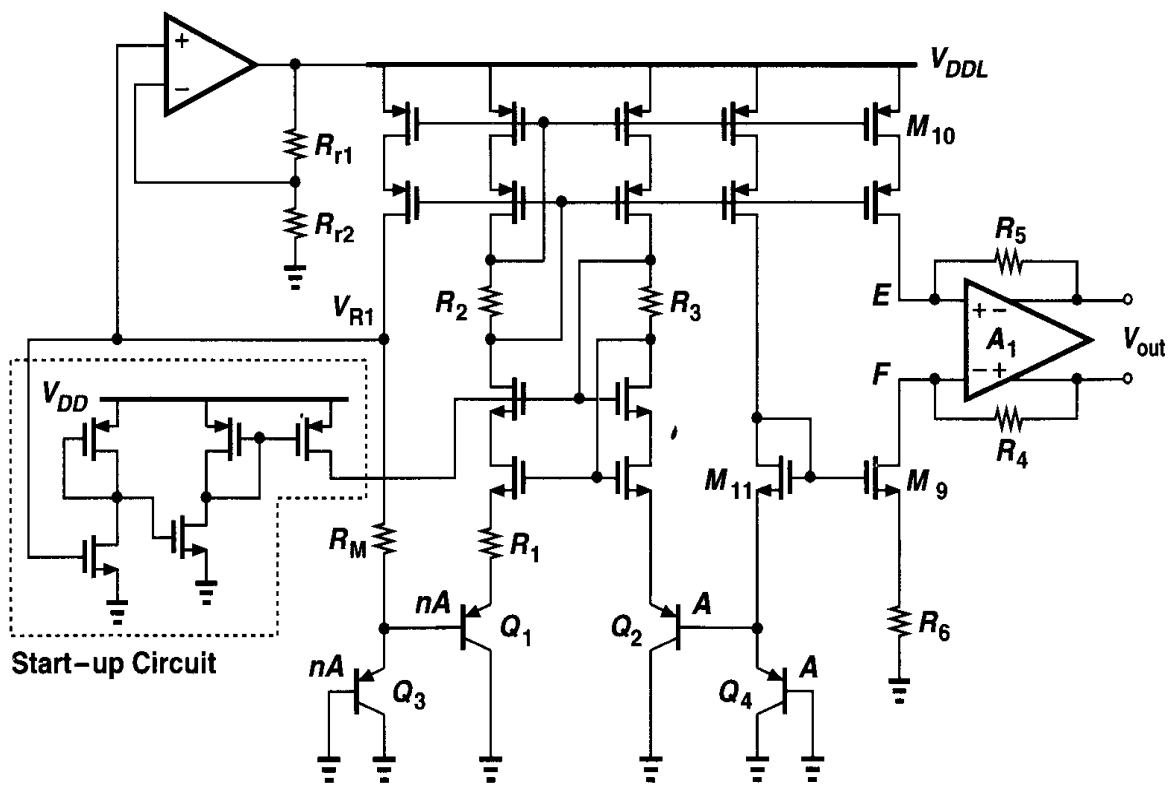 +
−
V_DDL
R_r1
R_r2
M_10
R_5
V_R1
R_2
R_3
E
+ −
A_1
V_out
F
− +
V_DD
R_4
M_11
M_9
R_M
R_1
nA
Q_1
Q_2
A
R_6
Start−up Circuit
nA
Q_3
Q_4
A